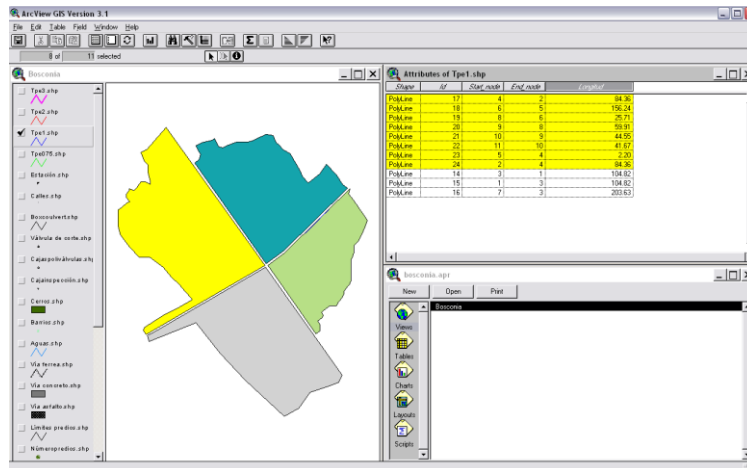 ArcView GIS Version 3.1
File Edit Table Field Window Help
8 of 11 selected
Bosconia
Tpe3.shp
Tpe2.shp
Tpe1.shp
Tpe075.shp
Estación.shp
Calles.shp
Válvula de corte.shp
Cajainspección.shp
Cerros.shp
Barrios.shp
Aguas.shp
Vía terrea.shp
Vía concreto.shp
Vía asfalto.shp
Límites predios.shp
Númeropredios.shp
Attributes of Tpe1.shp
Shape Id Start_node End_node Longitud
PolyLine 17 4 2 84.36
PolyLine 18 6 5 156.24
PolyLine 19 8 6 25.71
PolyLine 20 9 8 59.91
PolyLine 21 10 9 44.55
PolyLine 22 11 10 41.67
PolyLine 23 5 4 2.20
PolyLine 24 2 4 84.36
PolyLine 14 3 1 104.82
PolyLine 15 1 3 104.82
PolyLine 16 7 3 203.63
bosconia.apr
New Open Print
Bosconia
Views
Tables
Charts
Layouts
Scripts